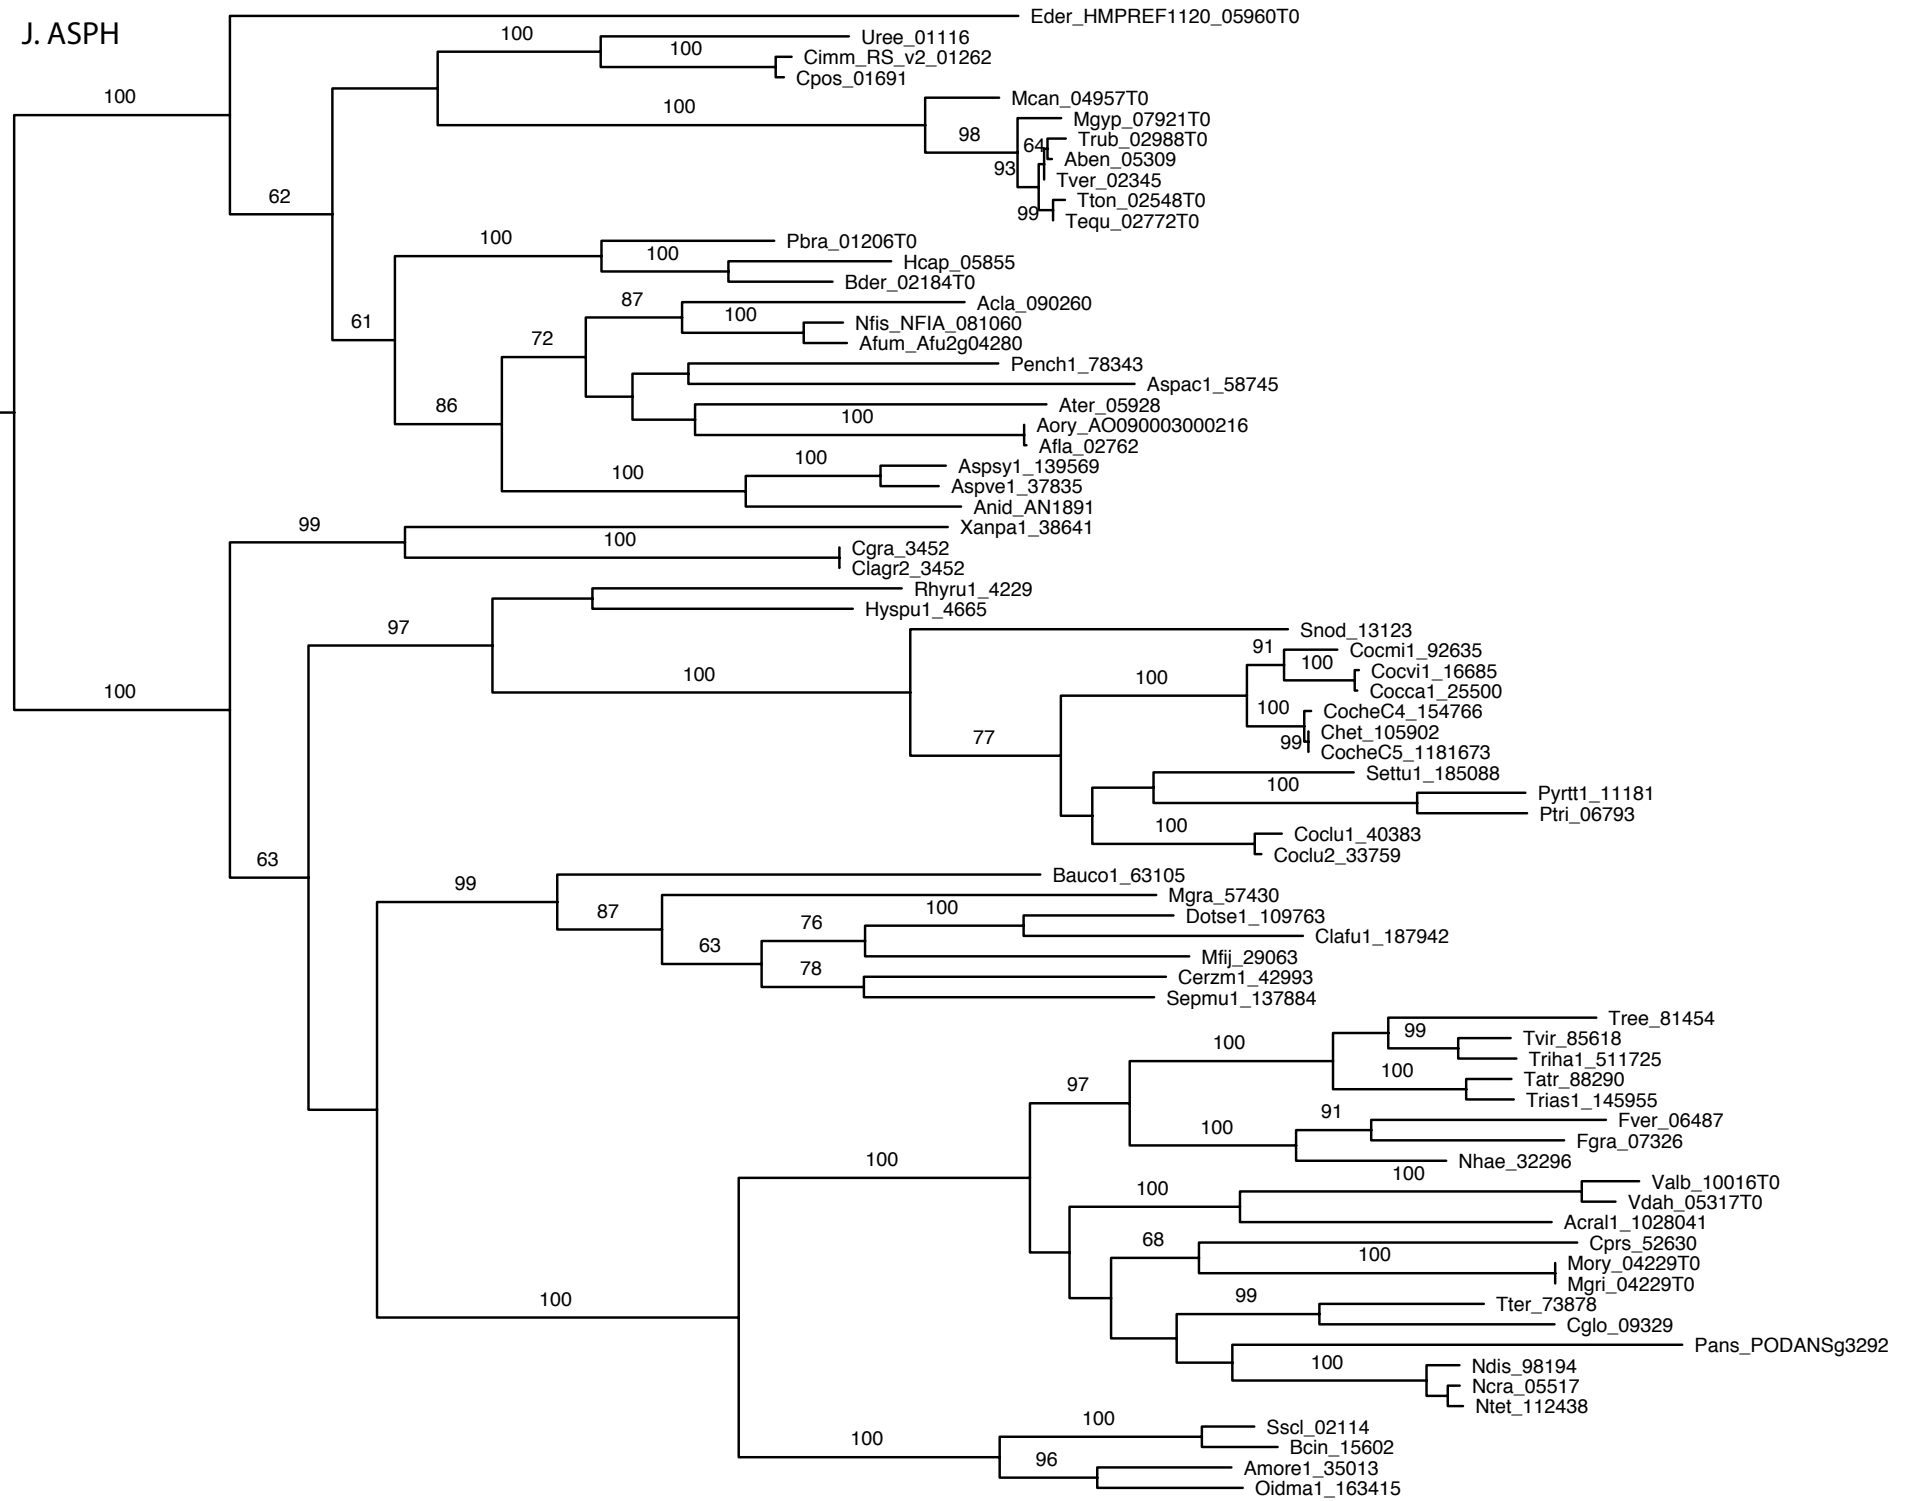 J. ASPH
Eder_HMPREF1120_05960T0
100
Uree_01116
100
Cimm_RS_v2_01262
Cpos_01691
100
100
Mcan_04957T0
Mgyp_07921T0
98
Trub_02988T0
64
Aben_05309
93
Tver_02345
62
Tton_02548T0
99
Tequ_02772T0
100
Pbra_01206T0
100
Hcap_05855
Bder_02184T0
87
Acla_090260
100
61
Nfis_NFIA_081060
72
Afum_Afu2g04280
Pench1_78343
Aspac1_58745
86
Ater_05928
100
Aory_AO090003000216
Afla_02762
100
Aspsy1_139569
100
Aspve1_37835
Anid_AN1891
99
Xanpa1_38641
100
Cgra_3452
Clagr2_3452
Rhyru1_4229
Hyspu1_4665
97
Snod_13123
91
Cocmi1_92635
100
Cocvi1_16685
100
100
Cocca1_25500
100
100
CocheC4_154766
Chet_105902
77
99
CocheC5_1181673
Settu1_185088
100
Pyrtt1_11181
Ptri_06793
100
Coclu1_40383
Coclu2_33759
63
Bauco1_63105
99
Mgra_57430
87
100
Dotse1_109763
76
Clafu1_187942
63
Mfij_29063
78
Cerzm1_42993
Sepmu1_137884
Tree_81454
99
Tvir_85618
100
Triha1_511725
100
Tatr_88290
97
Trias1_145955
91
Fver_06487
100
Fgra_07326
100
Nhae_32296
100
Valb_10016T0
100
Vdah_05317T0
Acral1_1028041
68
Cprs_52630
100
Mory_04229T0
Mgri_04229T0
99
100
Tter_73878
Cglo_09329
Pans_PODANSg3292
100
Ndis_98194
Ncra_05517
Ntet_112438
100
Sscl_02114
100
Bcin_15602
96
Amore1_35013
Oidma1_163415